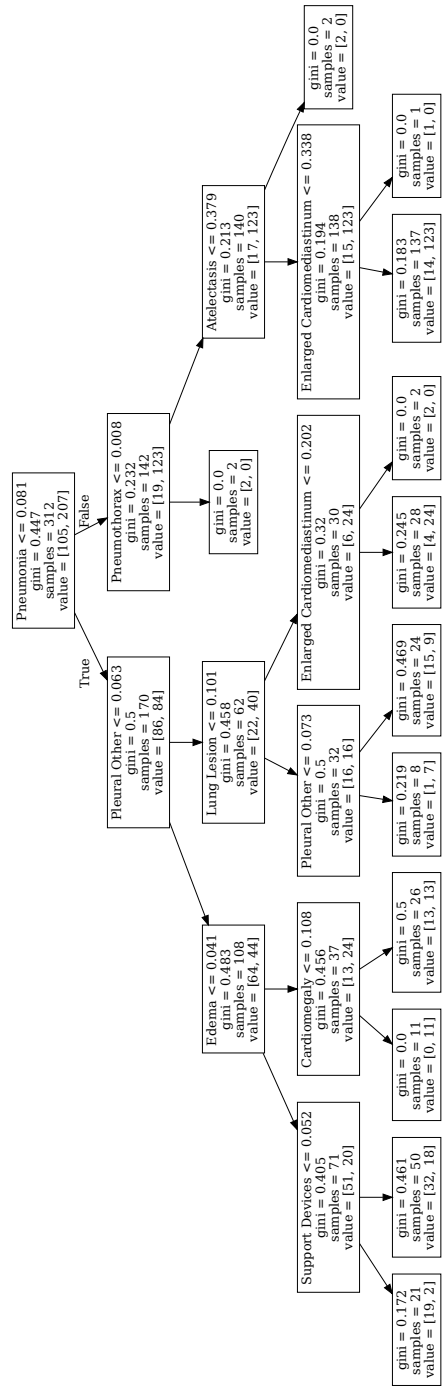 Pneumonia <= 0.081
gini = 0.447
samples = 312
value = [105, 207]
True
False
Pleural Other <= 0.063
gini = 0.5
samples = 170
value = [86, 84]
Pneumothorax <= 0.008
gini = 0.232
samples = 142
value = [19, 123]
Edema <= 0.041
gini = 0.483
samples = 108
value = [64, 44]
Lung Lesion <= 0.101
gini = 0.458
samples = 62
value = [22, 40]
gini = 0.0
samples = 2
value = [2, 0]
Atelectasis <= 0.379
gini = 0.213
samples = 140
value = [17, 123]
Support Devices <= 0.052
gini = 0.405
samples = 71
value = [51, 20]
Cardiomegaly <= 0.108
gini = 0.456
samples = 37
value = [13, 24]
Pleural Other <= 0.073
gini = 0.5
samples = 32
value = [16, 16]
Enlarged Cardiomediastinum <= 0.202
gini = 0.32
samples = 30
value = [6, 24]
Enlarged Cardiomediastinum <= 0.338
gini = 0.194
samples = 138
value = [15, 123]
gini = 0.0
samples = 2
value = [2, 0]
gini = 0.172
samples = 21
value = [19, 2]
gini = 0.461
samples = 50
value = [32, 18]
gini = 0.0
samples = 11
value = [0, 11]
gini = 0.5
samples = 26
value = [13, 13]
gini = 0.219
samples = 8
value = [1, 7]
gini = 0.469
samples = 24
value = [15, 9]
gini = 0.245
samples = 28
value = [4, 24]
gini = 0.0
samples = 2
value = [2, 0]
gini = 0.183
samples = 137
value = [14, 123]
gini = 0.0
samples = 1
value = [1, 0]